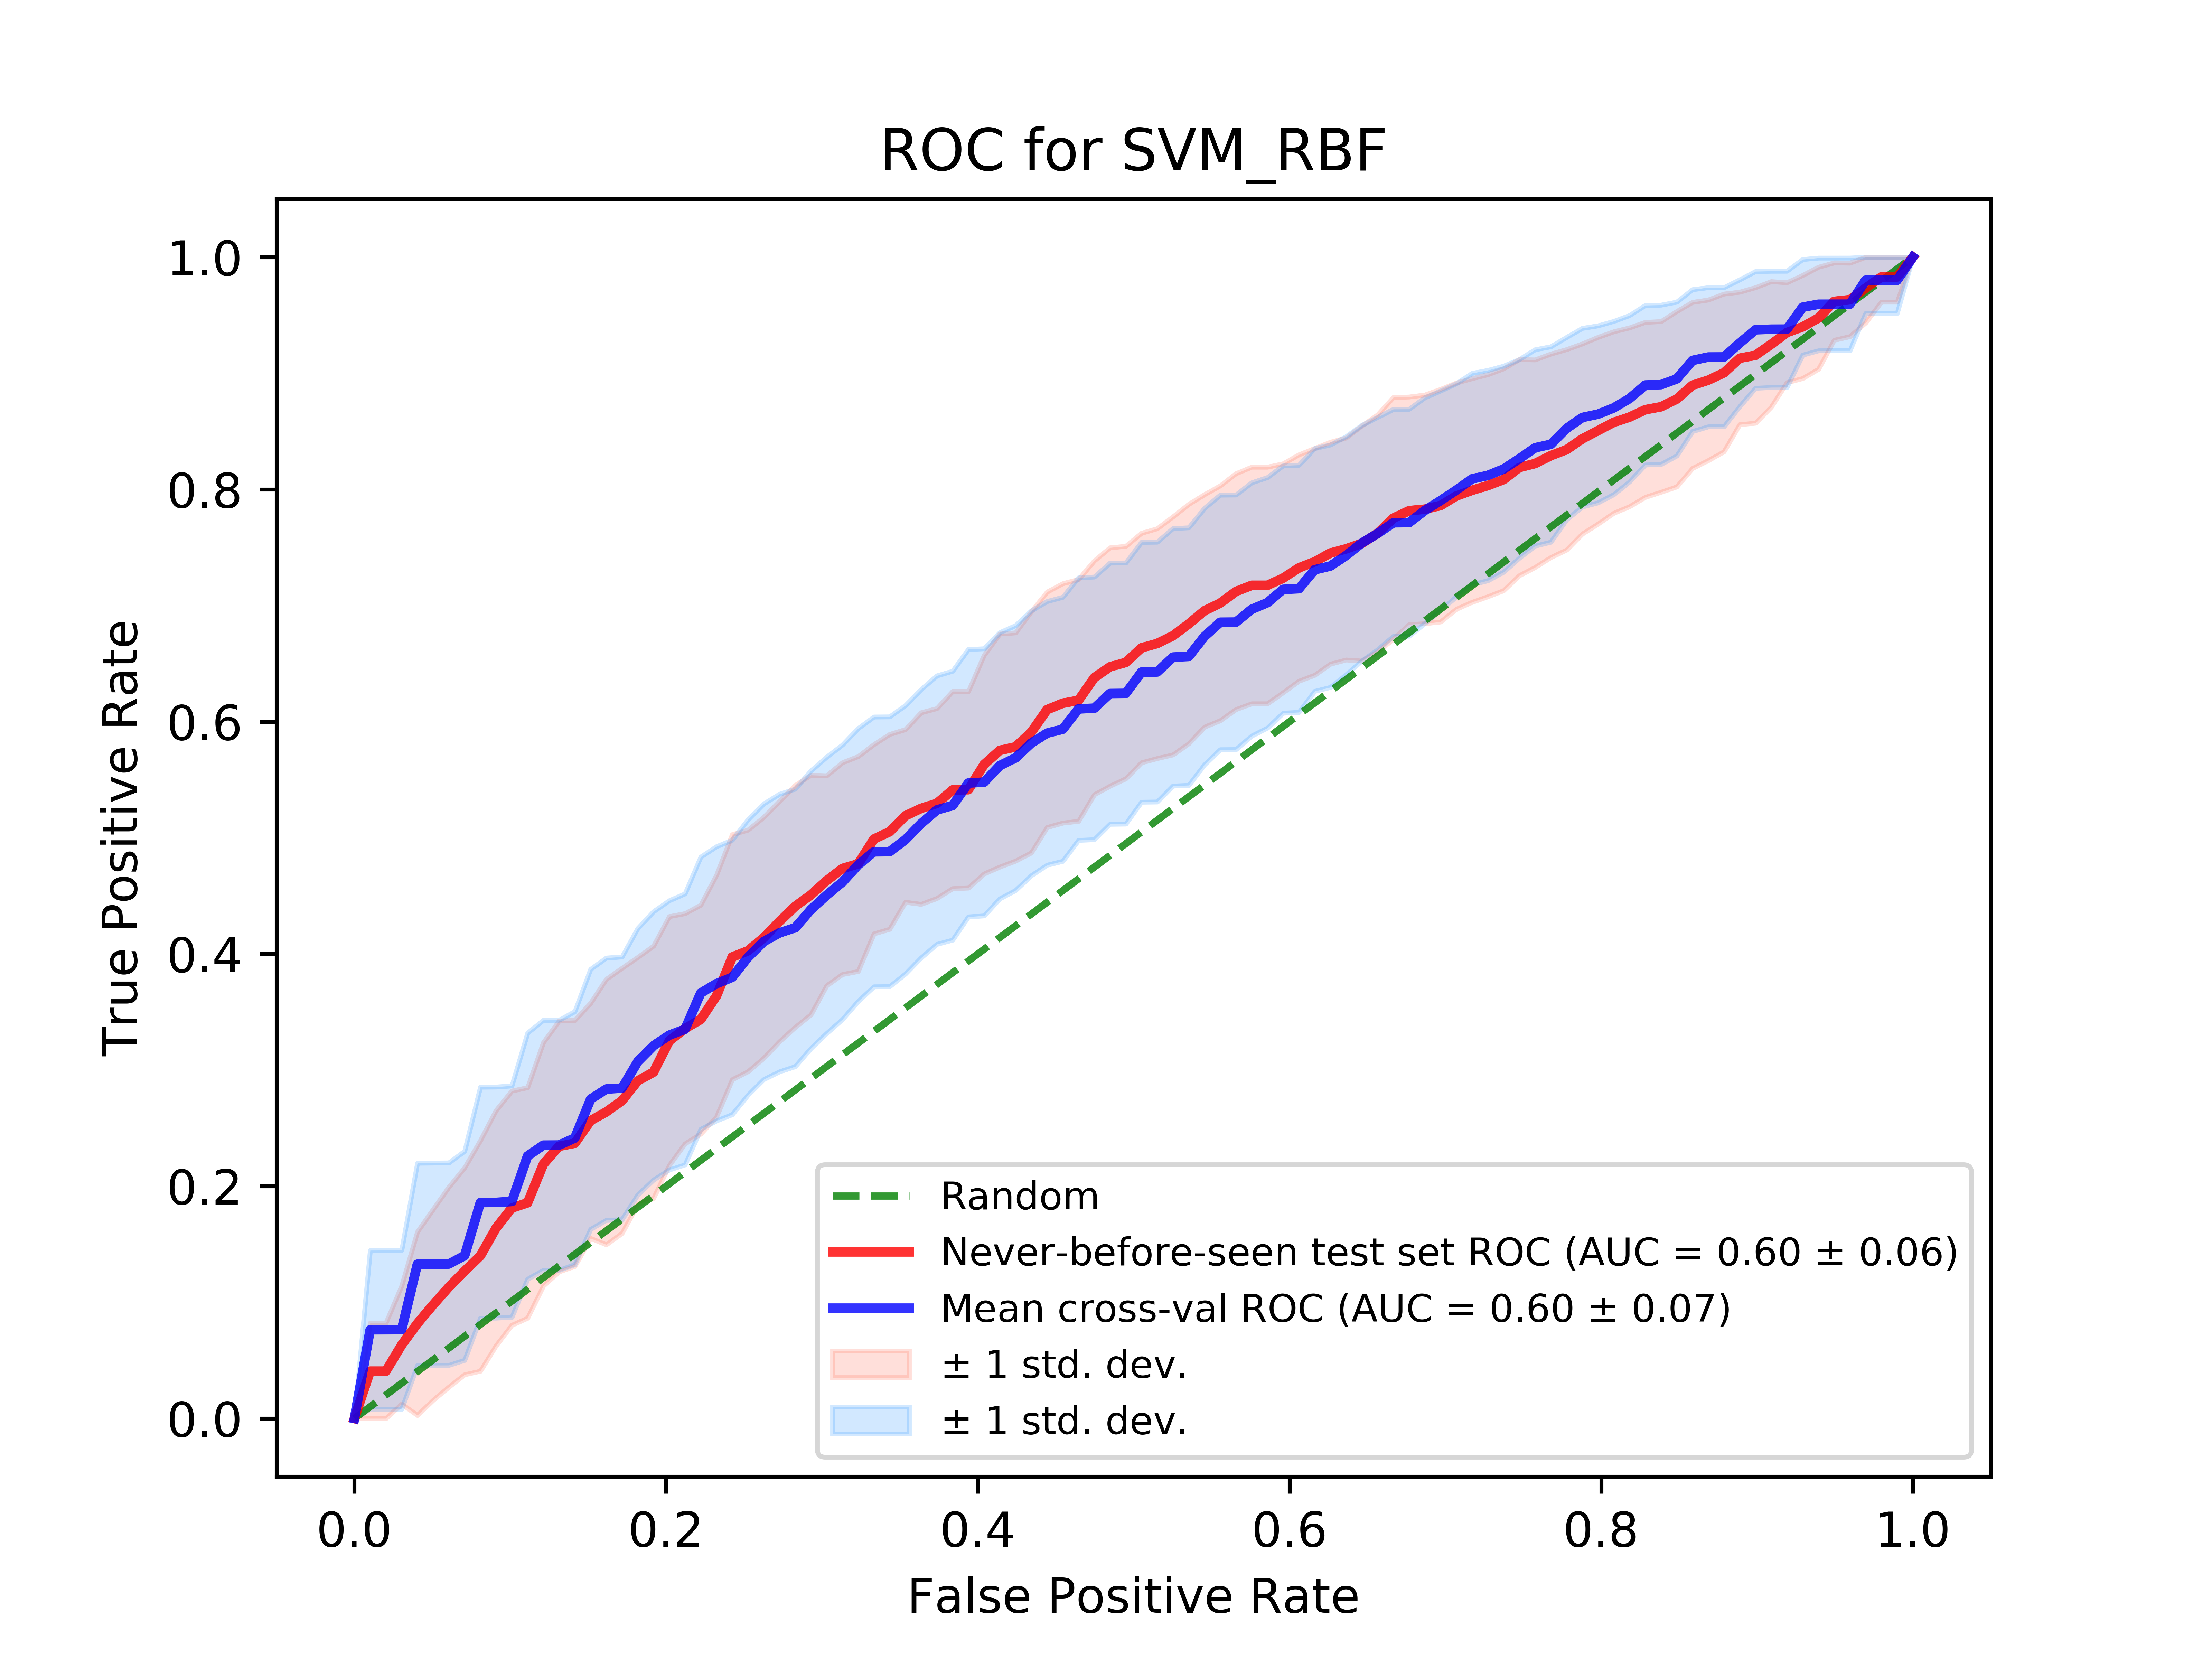 ROC for SVM_RBF
1.0
0.8
0.6
0.4
0.2
0.0
True Positive Rate
Random
Never-before-seen test set ROC (AUC = 0.60 ± 0.06)
Mean cross-val ROC (AUC = 0.60 ± 0.07)
± 1 std. dev.
± 1 std. dev.
0.0 0.2 0.4 0.6 0.8 1.0
False Positive Rate